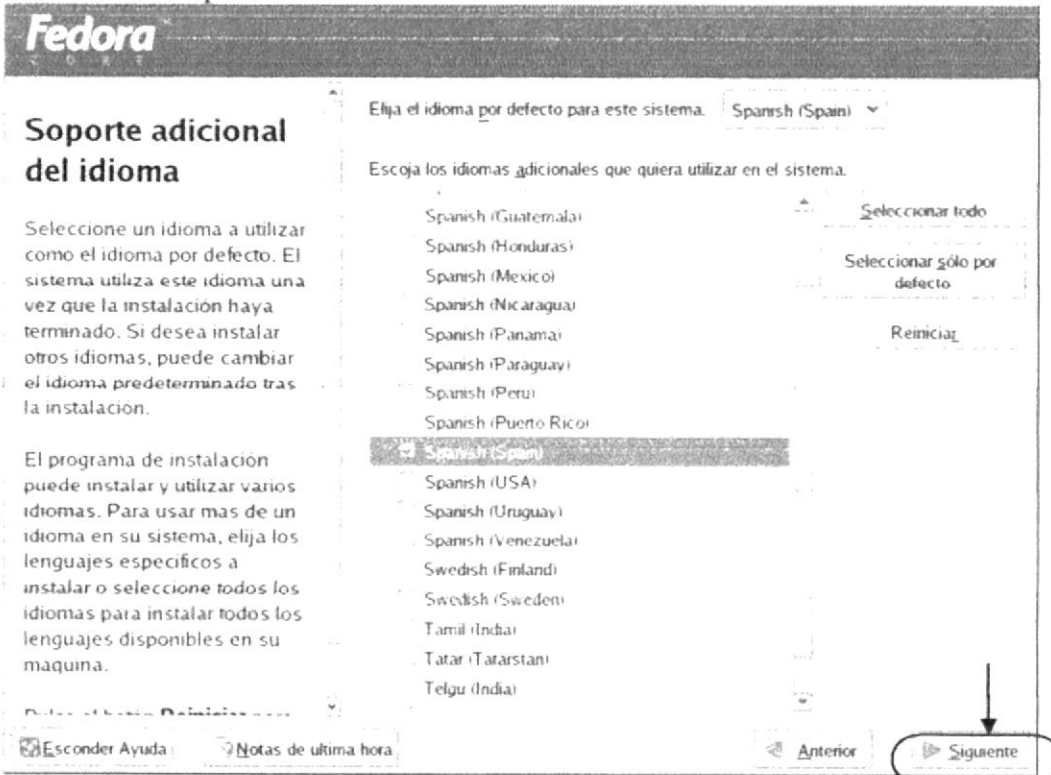 Fedora
CORE
Soporte adicional
del idioma
Seleccione un idioma a utilizar
como el idioma por defecto. El
sistema utiliza este idioma una
vez que la instalación haya
terminado. Si desea instalar
otros idiomas, puede cambiar
el idioma predeterminado tras
la instalación.
El programa de instalación
puede instalar y utilizar varios
idiomas. Para usar mas de un
idioma en su sistema, elija los
lenguajes especificos a
instalar o seleccione todos los
idiomas para instalar todos los
lenguajes disponibles en su
maquina.
Elija el idioma por defecto para este sistema: Spanish (Spain)
Escoja los idiomas adicionales que quiera utilizar en el sistema.
Spanish (Guatemala)
Spanish (Honduras)
Spanish (Mexico)
Spanish (Nicaragua)
Spanish (Panama)
Spanish (Paraguay)
Spanish (Peru)
Spanish (Puerto Rico)
Spanish (Spain)
Spanish (USA)
Spanish (Uruguay)
Spanish (Venezuela)
Swedish (Finland)
Swedish (Sweden)
Tamil (India)
Tatar (Tatarstan)
Telgu (India)
Seleccionar todo
Seleccionar sólo por
defecto
Reiniciar
Esconder Ayuda
Notas de ultima hora
Anterior
Siguiente